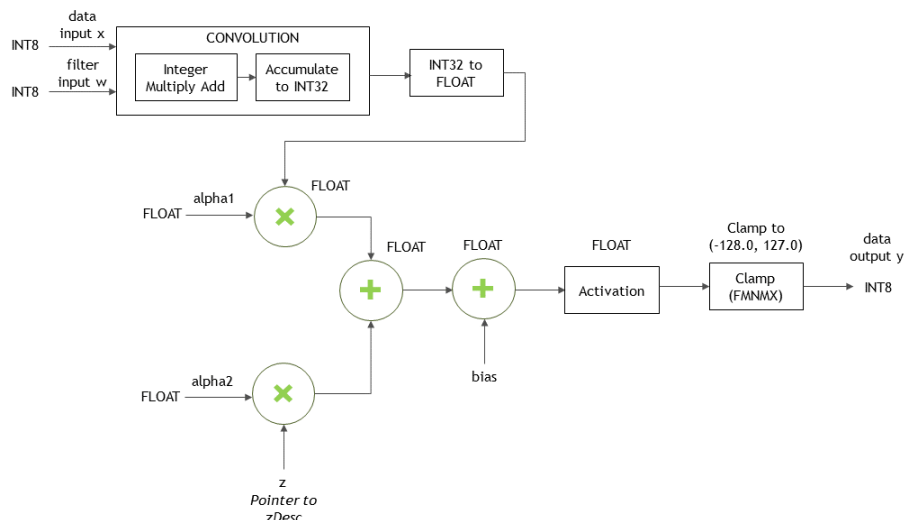 data
input x
INT8
filter
input w
INT8
CONVOLUTION
Integer
Multiply Add
Accumulate
to INT32
INT32 to
FLOAT
FLOAT
alpha1
FLOAT
FLOAT
FLOAT
FLOAT
Clamp to
(-128.0, 127.0)
data
output y
Activation
Clamp
(FMNMX)
INT8
bias
FLOAT
alpha2
z
Pointer to
zDesc